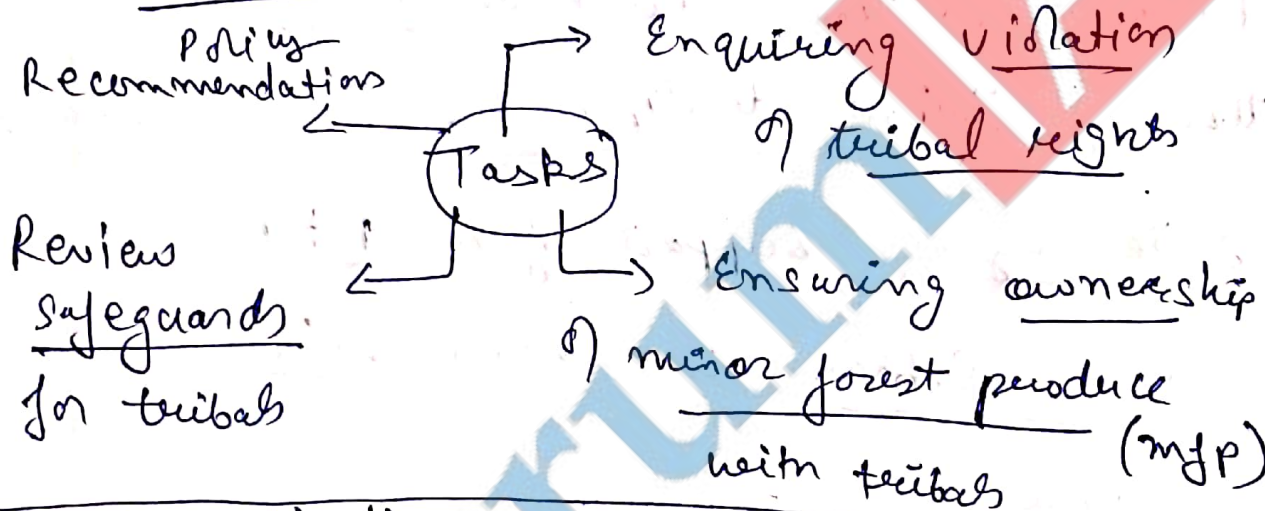 Policy
Recommendations
Enquiring violation
of tribal rights
Tasks
Review
safeguards
for tribals
Ensuring ownership
of minor forest produce
(mfp)
with tribals
rum